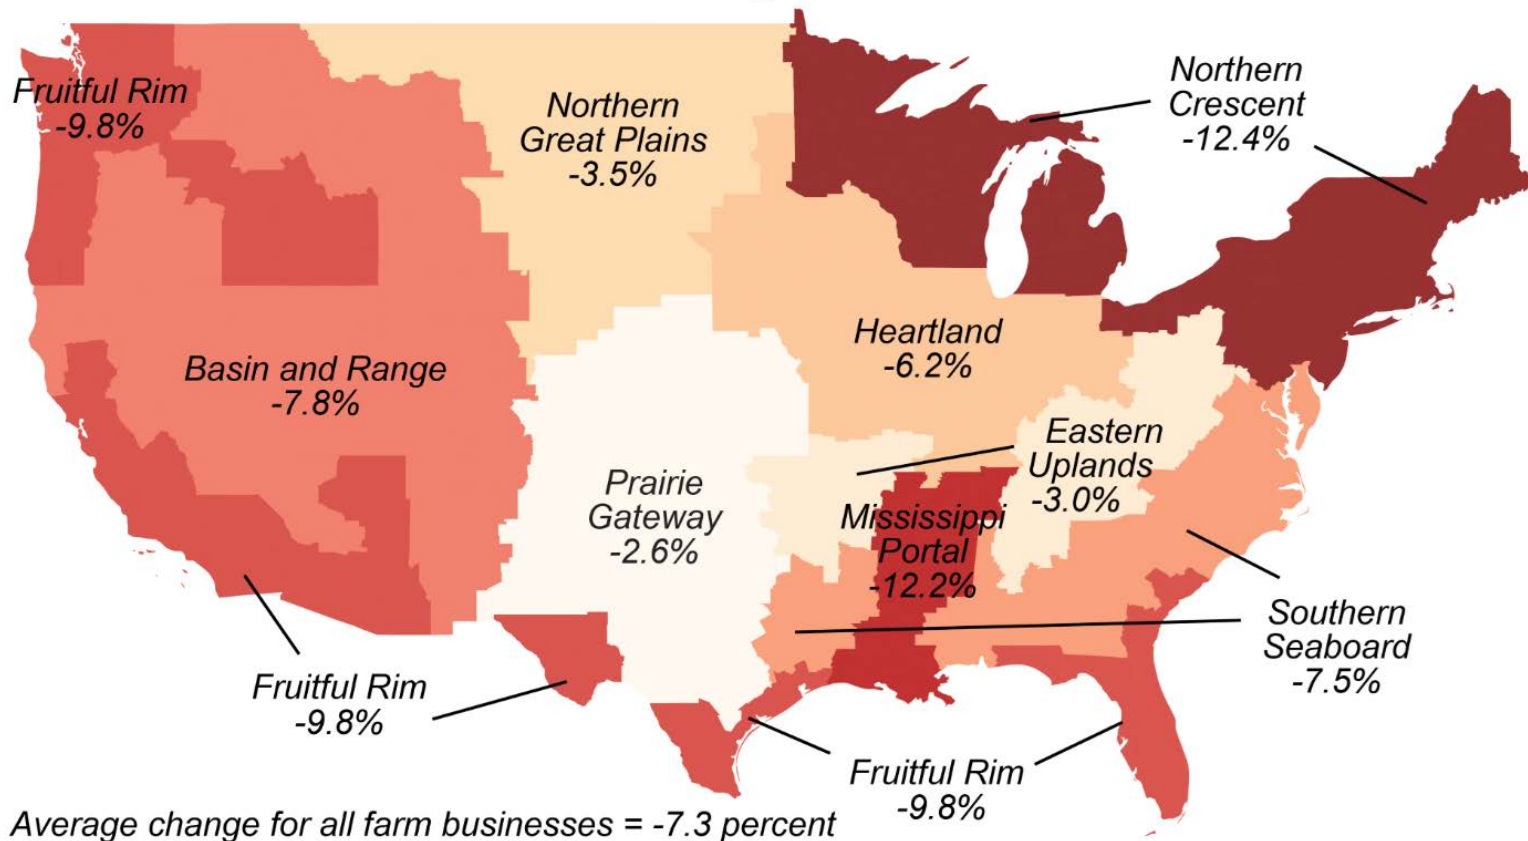 Fruitful Rim
-9.8%
Northern
Great Plains
-3.5%
Northern
Crescent
-12.4%
Basin and Range
-7.8%
Heartland
-6.2%
Eastern
Uplands
-3.0%
Prairie
Gateway
-2.6%
Mississippi
Portal
-12.2%
Southern
Seaboard
-7.5%
Fruitful Rim
-9.8%
Fruitful Rim
-9.8%
Average change for all farm businesses = -7.3 percent